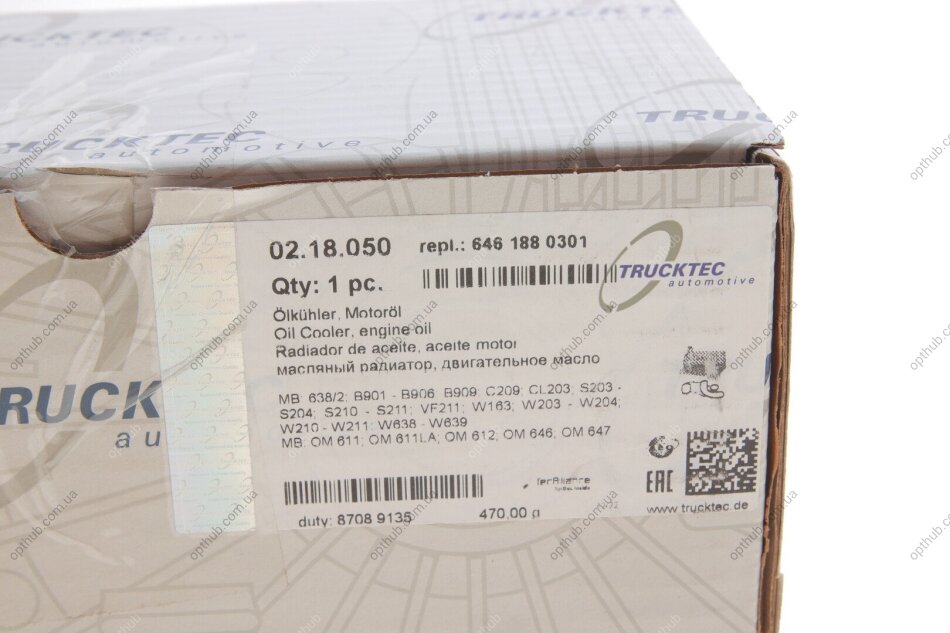 TRUCKTEC
TRUCKTEC
automotive
02.18.050 repl.: 646 188 0301
Qty: 1 pc.
TRUCKTEC
automotive
Ölkühler, Motoröl
Oil Cooler, engine oil
Radiador de aceite, aceite motor
масляный радиатор, двигательное масло
MB: 638/2; B901 - B906; B909; C209; CL203; S203 -
S204; S210 - S211; VF211; W163; W203 - W204;
W210 - W211; W638 - W639
MB: OM 611; OM 611LA; OM 612; OM 646; OM 647
EAC
duty: 8708 9135 470.00 g
www.trucktec.de
opthub.com.ua